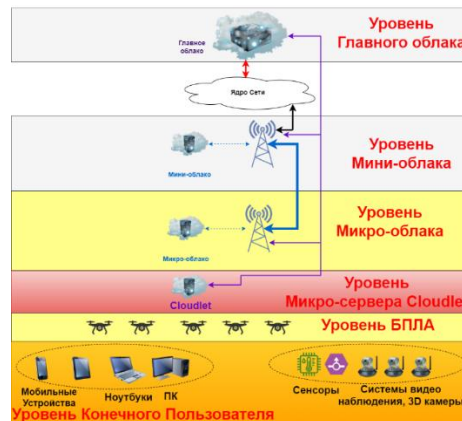 Уровень
Главного облака
Главное
облако
Ядро Сети
Уровень
Мини-облака
Мини-облако
Уровень
Микро-облака
Микро-облако
Уровень
Микро-сервера Cloudlet
Cloudlet
Уровень БПЛА
Мобильные
Устройства
Ноутбуки
ПК
Сенсоры
Системы видео
наблюдения, 3D камеры
Уровень Конечного Пользователя